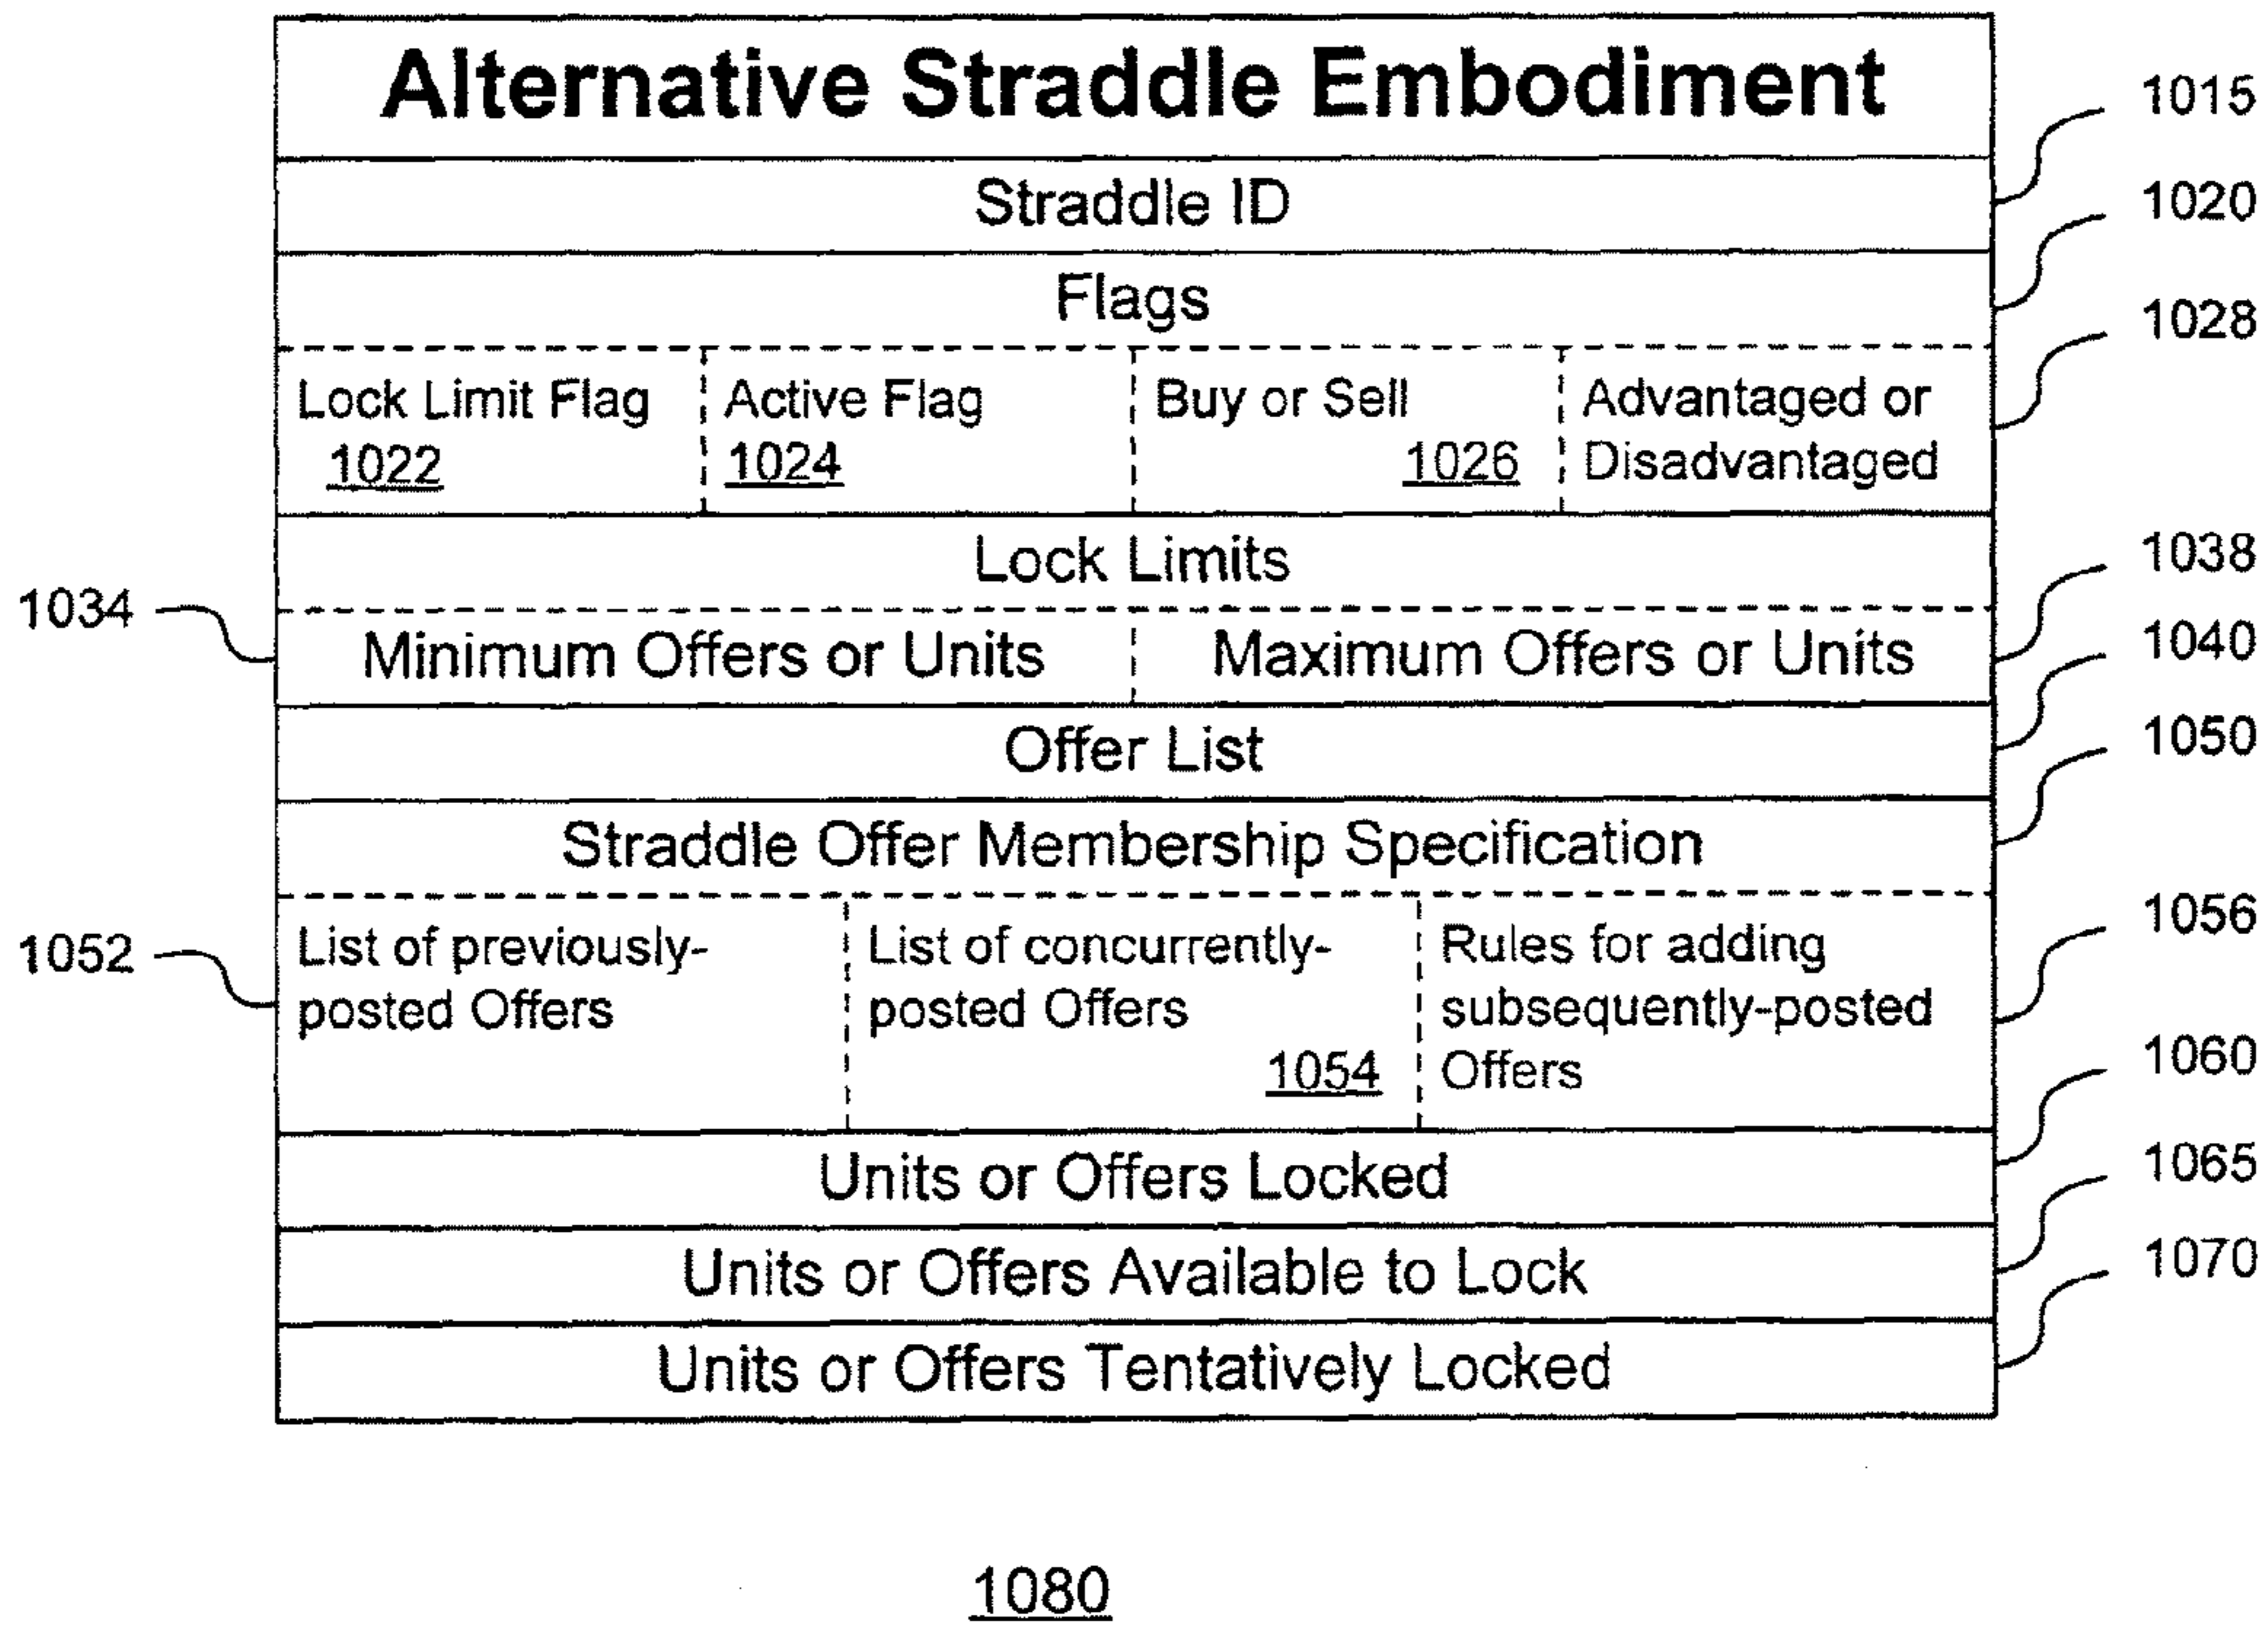 Alternative Straddle Embodiment
1015
Straddle ID
1020
Flags
1028
Lock Limit Flag
1022
Active Flag
1024
Buy or Sell
1026
Advantaged or
Disadvantaged
Lock Limits
1038
1034
Minimum Offers or Units
Maximum Offers or Units
1040
Offer List
1050
Straddle Offer Membership Specification
1052
List of previously-
posted Offers
List of concurrently-
posted Offers
1054
Rules for adding
subsequently-posted
Offers
1056
1060
Units or Offers Locked
1065
Units or Offers Available to Lock
1070
Units or Offers Tentatively Locked
1080